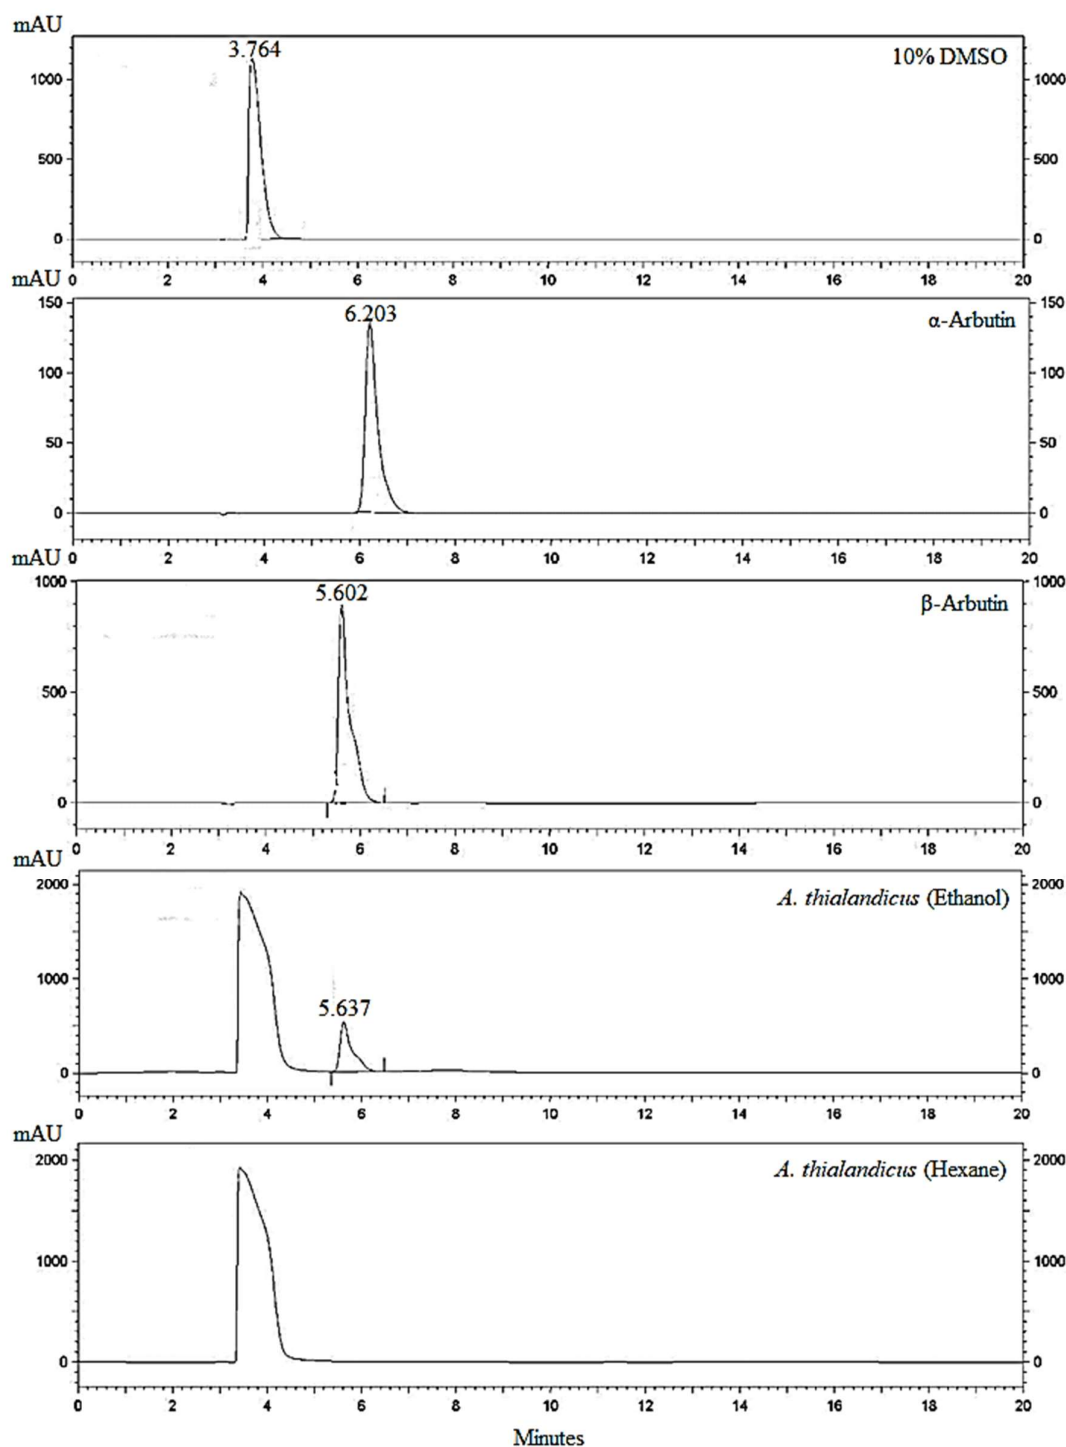 mAU
3.764
10% DMSO
1000 1000
500 500
0 0
0 2 4 6 8 10 12 14 16 18 20
mAU
150 150
6.203
α-Arbutin
100 100
50 50
0 0
0 2 4 6 8 10 12 14 16 18 20
mAU
1000 1000
5.602
β-Arbutin
500 500
0 0
0 2 4 6 8 10 12 14 16 18 20
mAU
2000 2000
A. thialandicus (Ethanol)
1000 1000
5.637
0 0
0 2 4 6 8 10 12 14 16 18 20
mAU
2000 2000
A. thialandicus (Hexane)
1000 1000
0 0
0 2 4 6 8 10 12 14 16 18 20
Minutes